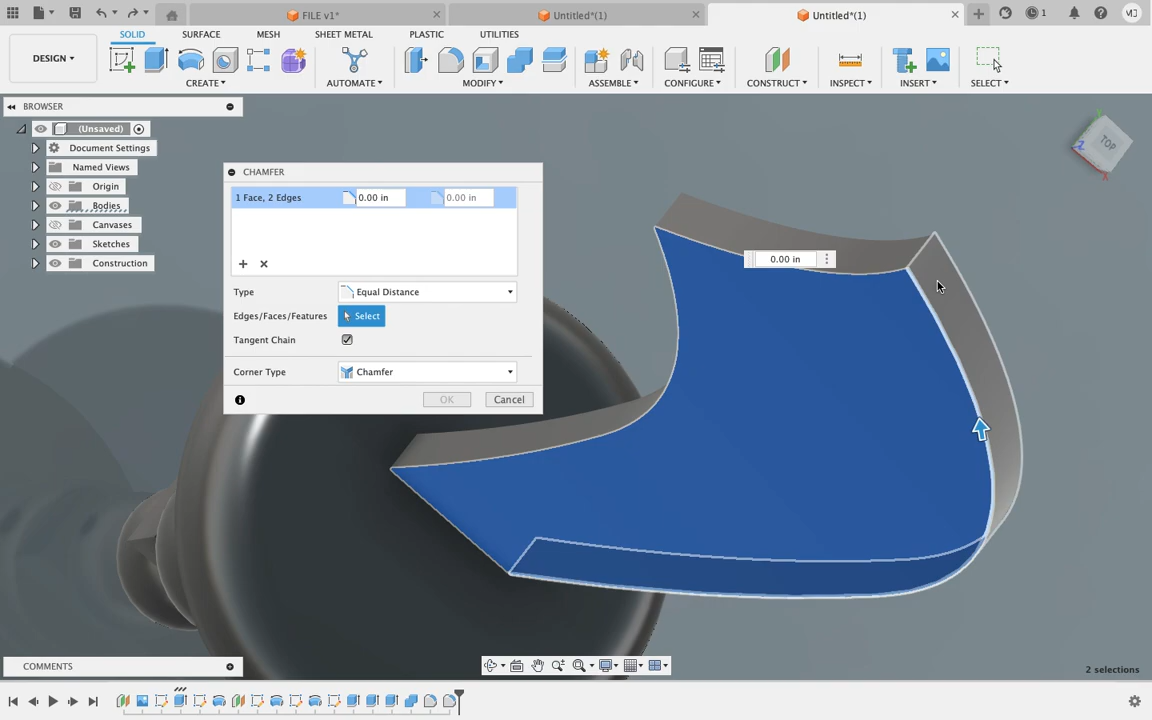 FILE v1*
Untitled*(1)
Untitled*(1)
1
MJ
DESIGN
SOLID
SURFACE
MESH
SHEET METAL
PLASTIC
UTILITIES
CREATE
AUTOMATE
MODIFY
ASSEMBLE
CONFIGURE
CONSTRUCT
INSPECT
INSERT
SELECT
BROWSER
(Unsaved)
Document Settings
Named Views
Origin
Bodies
Canvases
Sketches
Construction
TOP
CHAMFER
1 Face, 2 Edges 0.00 in 0.00 in
Type Equal Distance
Edges/Faces/Features Select
Tangent Chain
Corner Type Chamfer
OK Cancel
0.00 in
COMMENTS
2 selections